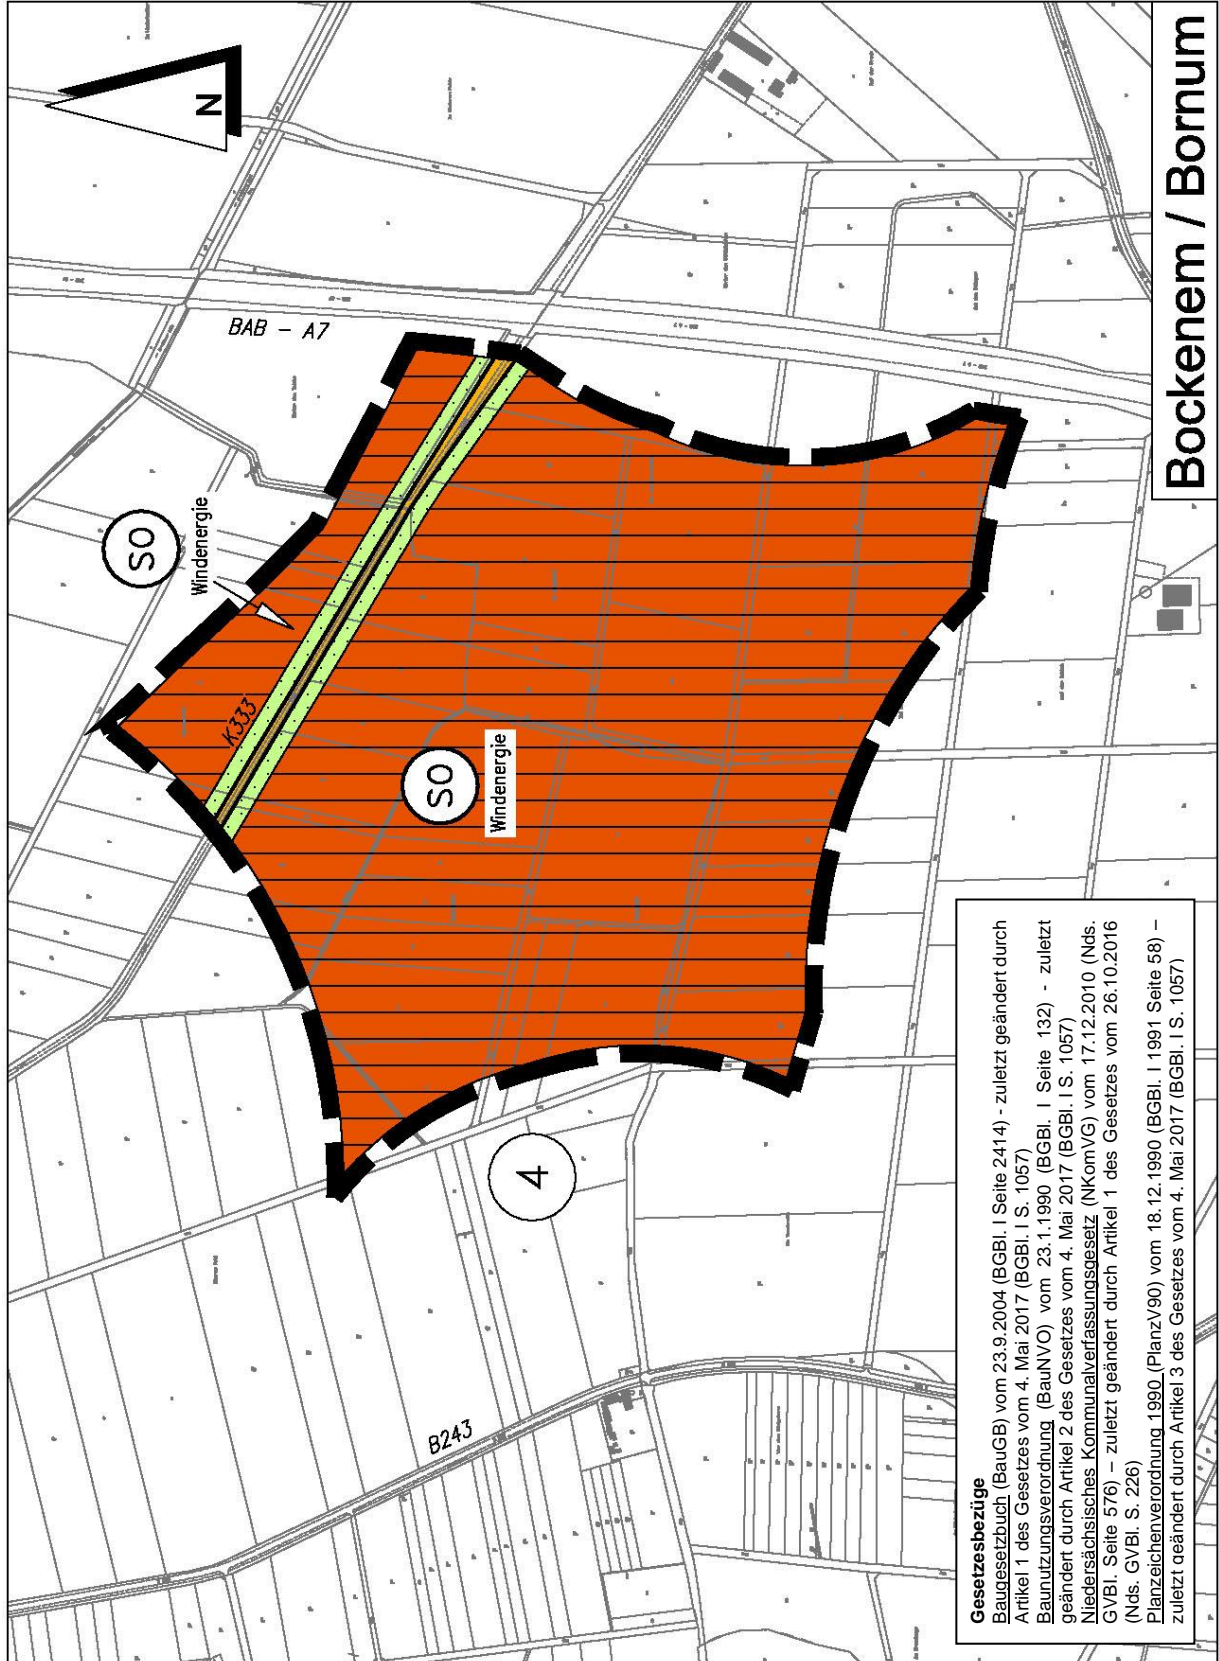 N
BAB - A7
SO
Windenergie
K333
SO
Windenergie
4
B243
Bockenem / Bornum
Gesetzesbezüge
Baugesetzbuch (BauGB) vom 23.9.2004 (BGBl. I Seite 2414) - zuletzt geändert durch
Artikel 1 des Gesetzes vom 4. Mai 2017 (BGBl. I S. 1057)
Baunutzungsverordnung (BauNVO) vom 23.1.1990 (BGBl. I Seite 132) - zuletzt
geändert durch Artikel 2 des Gesetzes vom 4. Mai 2017 (BGBl. I S. 1057)
Niedersächsisches Kommunalverfassungsgesetz (NKomVG) vom 17.12.2010 (Nds.
GVBl. Seite 576) – zuletzt geändert durch Artikel 1 des Gesetzes vom 26.10.2016
(Nds. GVBl. S. 226)
Planzeichenverordnung 1990 (PlanzV90) vom 18.12.1990 (BGBl. I 1991 Seite 58) –
zuletzt geändert durch Artikel 3 des Gesetzes vom 4. Mai 2017 (BGBl. I S. 1057)